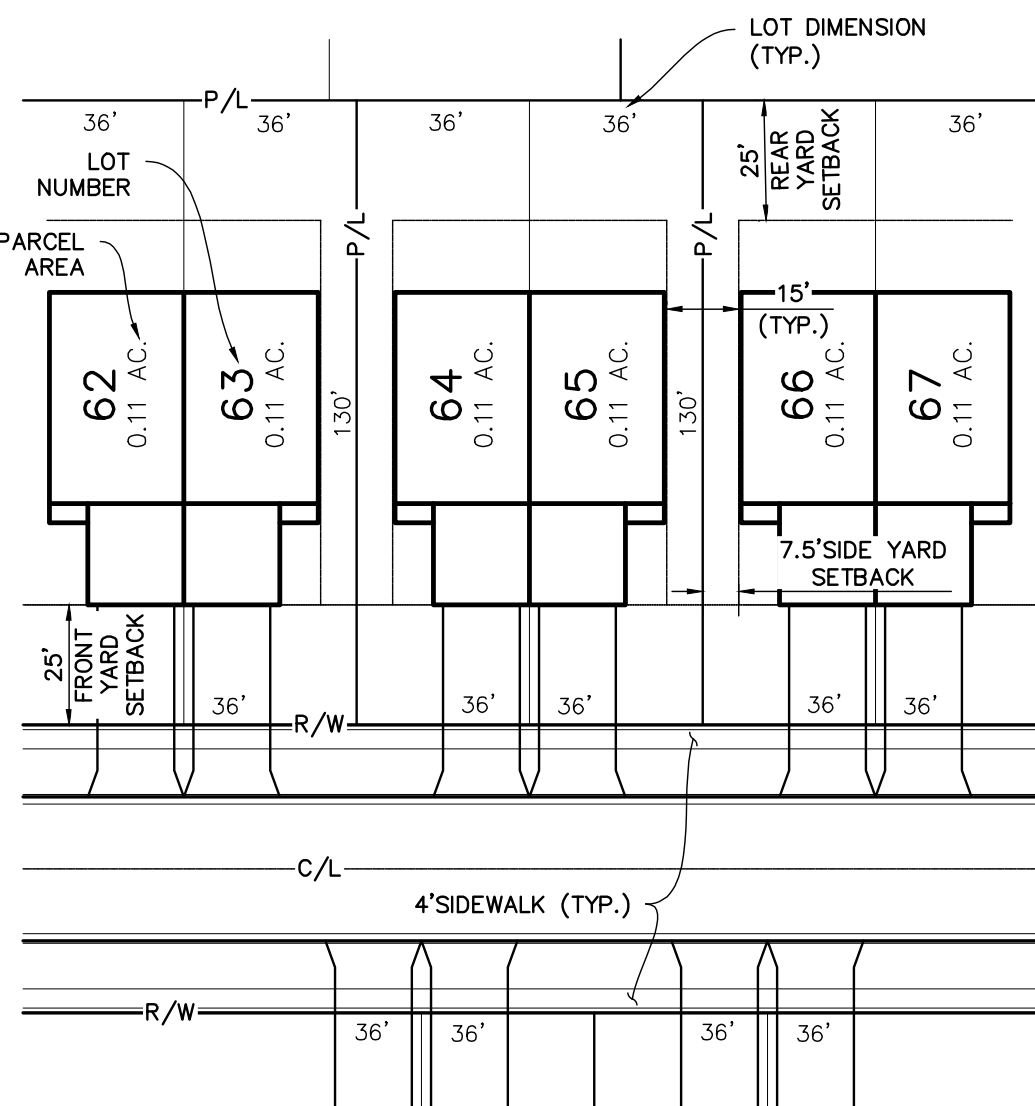 LOT DIMENSION
(TYP.)
P/L
36'
36'
36'
36'
36'
LOT
NUMBER
25'
REAR
YARD
SETBACK
PARCEL
AREA
P/L
P/L
15'
(TYP.)
62
0.11 AC.
63
0.11 AC.
130'
64
0.11 AC.
65
0.11 AC.
130'
66
0.11 AC.
67
0.11 AC.
7.5'SIDE YARD
SETBACK
25'
FRONT
YARD
SETBACK
36'
36'
36'
36'
36'
R/W
C/L
4'SIDEWALK (TYP.)
R/W
36'
36'
36'
36'